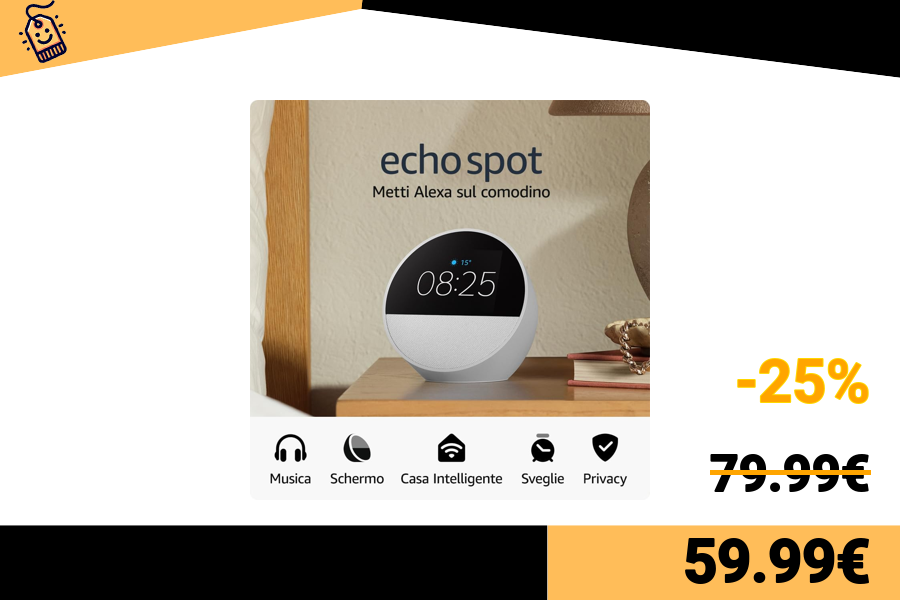 echo spot
Metti Alexa sul comodino
15°
08:25
Musica
Schermo
Casa Intelligente
Sveglie
Privacy
-25%
79.99€
59.99€